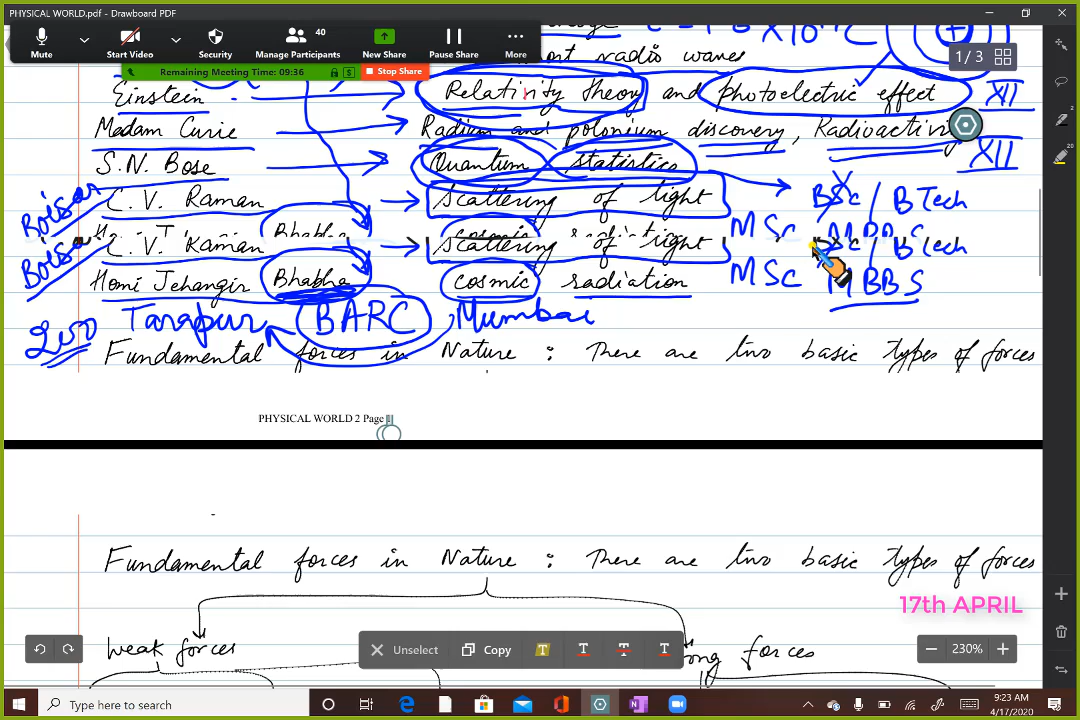 PHYSICAL WORLD.pdf - Drawboard PDF
Mute
Start Video
Security
40
Manage Participants
New Share
Pause Share
More
Remaining Meeting Time: 09:36
Stop Share
radio waves
1/3
Einstein Relativity theory and photoelectric effect XII
Madam Curie Radium and polonium discovery, Radioactivity
S.N. Bose Quantum statistics XII
BSc / BTech
Boisar C. V. Raman Scattering of light
MSc
Bhabha
C. V. Raman Scattering of light BTech
Homi Jehangir Bhabha cosmic radiation MSc MBBS
Tarapur BARC Mumbai
Fundamental forces in Nature : There are two basic types of forces
PHYSICAL WORLD 2 Page 1
Fundamental forces in Nature : There are two basic types of forces
17th APRIL
weak forces
forces
Unselect
Copy
T
T
T
T
230%
Type here to search
9:23 AM
4/17/2020